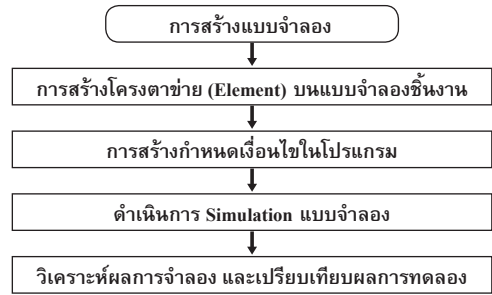 การสร้างแบบจำลอง
การสร้างโครงตาข่าย (Element) บนแบบจำลองชิ้นงาน
การสร้างกำหนดเงื่อนไขในโปรแกรม
ดำเนินการ Simulation แบบจำลอง
วิเคราะห์ผลการจำลอง และเปรียบเทียบผลการทดลอง